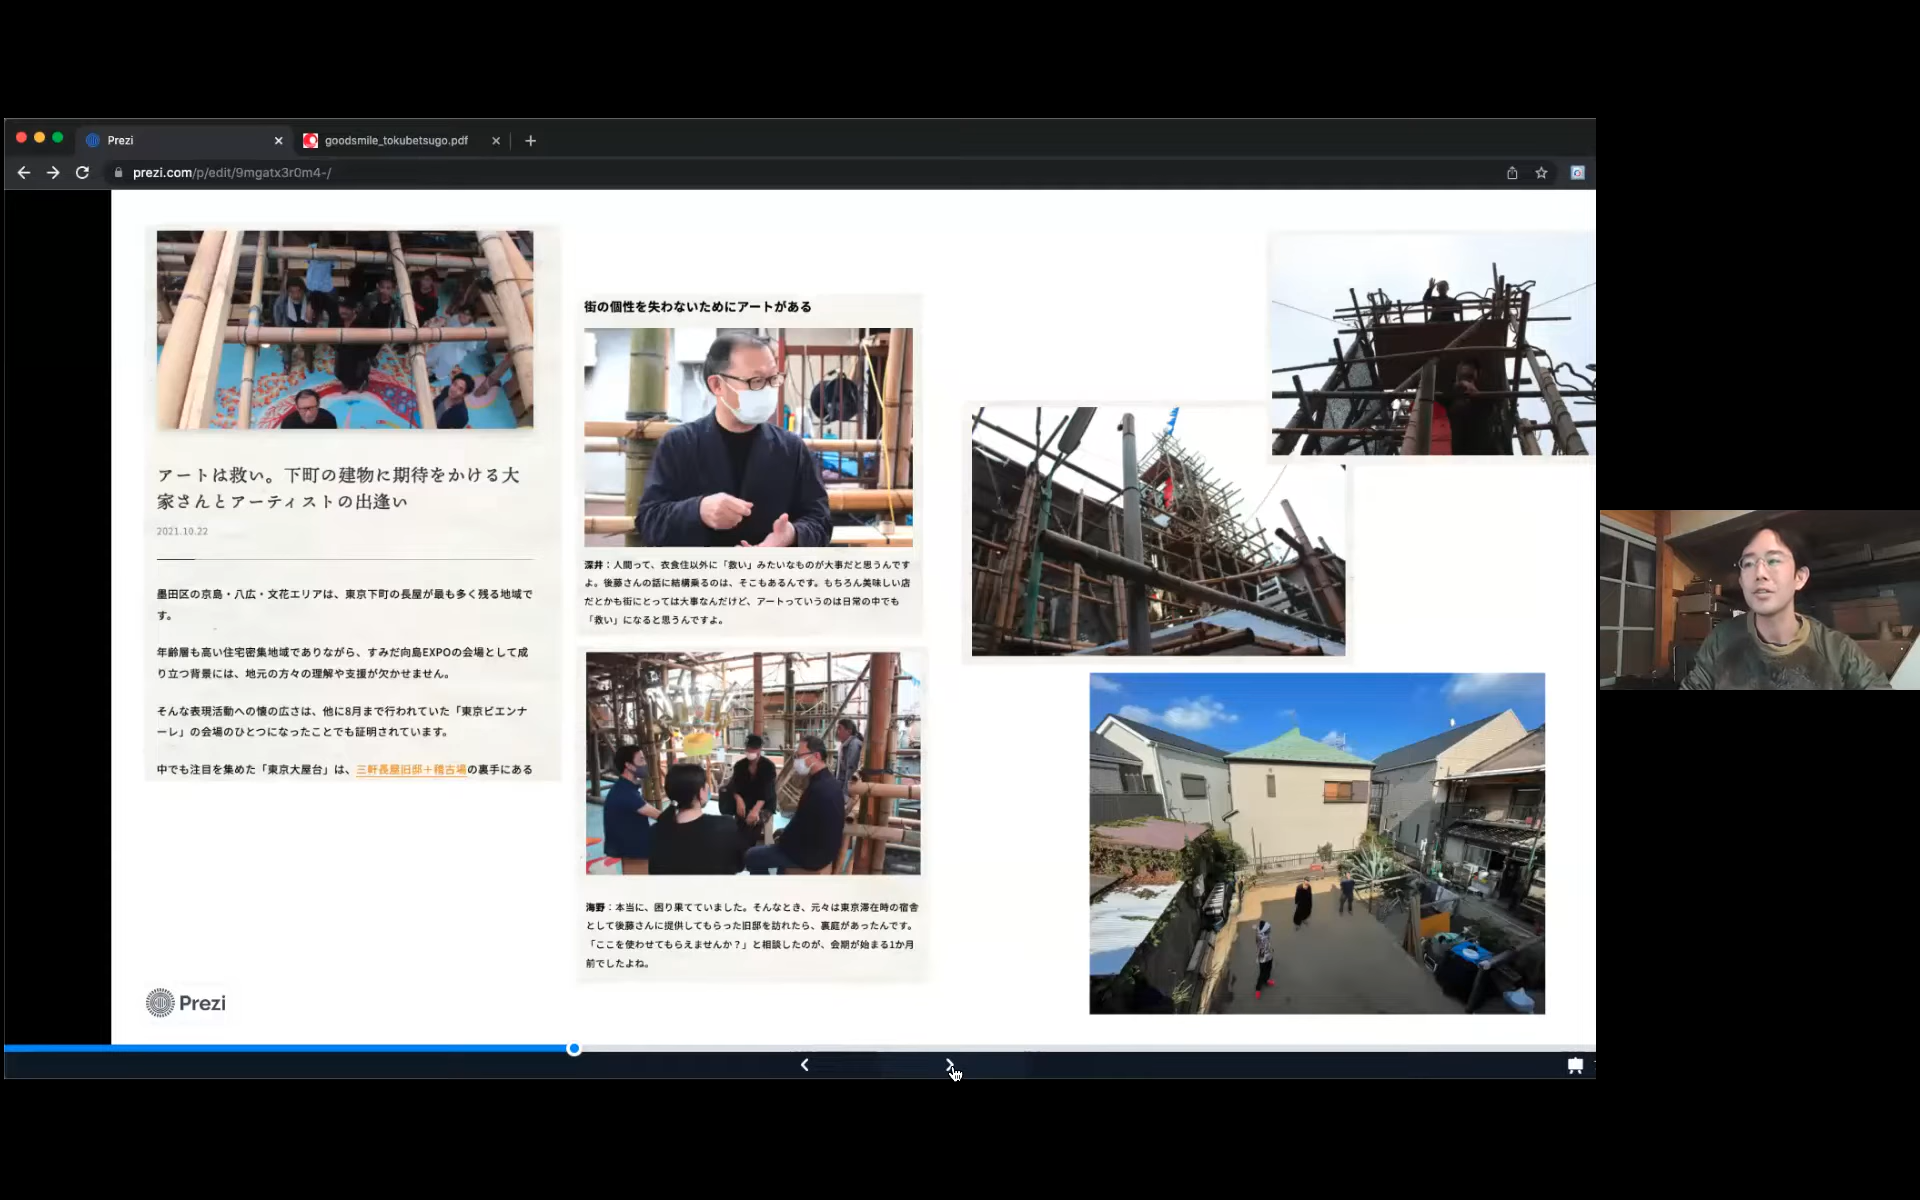 Prezi
goodsmile_tokubetsugo.pdf
prezi.com/p/edit/9mgatx3r0m4-/
アートは救い。下町の建物に期待をかける大
家さんとアーティストの出逢い
2021.10.22
墨田区の京島・八広・文花エリアは、東京下町の長屋が最も多く残る地域で
す。
年齢層も高い住宅密集地域でありながら、すみだ向島EXPOの会場として成
り立つ背景には、地元の方々の理解や支援が欠かせません。
そんな表現活動への懐の広さは、他に8月まで行われていた「東京ビエンナ
ーレ」の会場のひとつになったことでも証明されています。
中でも注目を集めた「東京大屋台」は、三軒長屋旧邸＋稽古場の裏手にある
街の個性を失わないためにアートがある
深井：人間って、衣食住以外に「救い」みたいなものが大事だと思うんです
よ。後藤さんの話に結構乗るのは、そこもあるんです。もちろん美味しい店
だとかも街にとっては大事なんだけど、アートっていうのは日常の中でも
「救い」になると思うんですよ。
海野：本当に、困り果てていました。そんなとき、元々は東京滞在時の宿舎
として後藤さんに提供してもらった旧邸を訪れたら、裏庭があったんです。
「ここを使わせてもらえませんか？」と相談したのが、会期が始まる1か月
前でしたよね。
Prezi